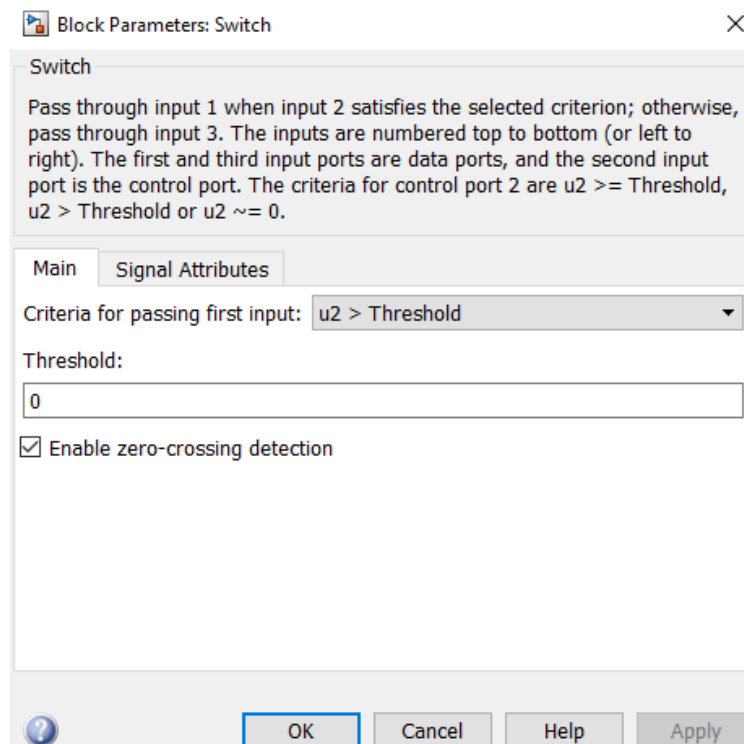 Block Parameters: Switch
Switch
Pass through input 1 when input 2 satisfies the selected criterion; otherwise,
pass through input 3. The inputs are numbered top to bottom (or left to
right). The first and third input ports are data ports, and the second input
port is the control port. The criteria for control port 2 are u2 >= Threshold,
u2 > Threshold or u2 ~= 0.
Main Signal Attributes
Criteria for passing first input: u2 > Threshold
Threshold:
0
Enable zero-crossing detection
OK Cancel Help Apply